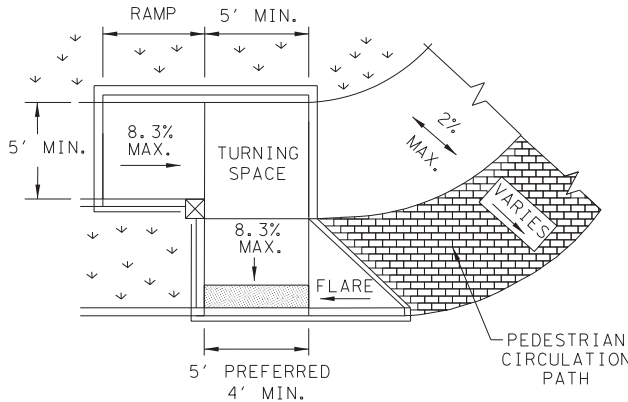 RAMP
5' MIN.
5' MIN.
8.3%
MAX.
TURNING
SPACE
2%
MAX.
VARIES
8.3%
MAX.
FLARE
5' PREFERRED
4' MIN.
PEDESTRIAN
CIRCULATION
PATH